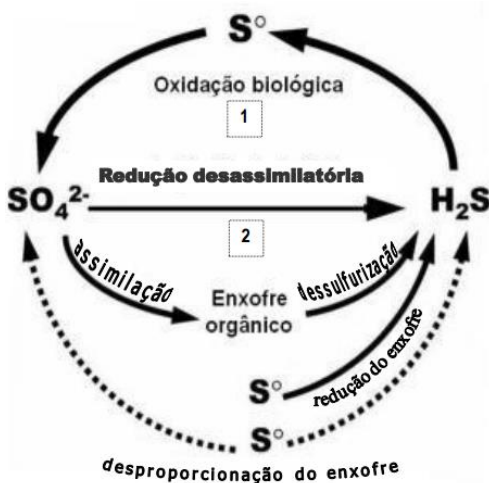 S°
Oxidação biológica
1
Redução desassimilatória
SO₄²⁻
H₂S
2
assimilação
dessulfurização
Enxofre
orgânico
redução do enxofre
S°
S°
desproporcionação do enxofre